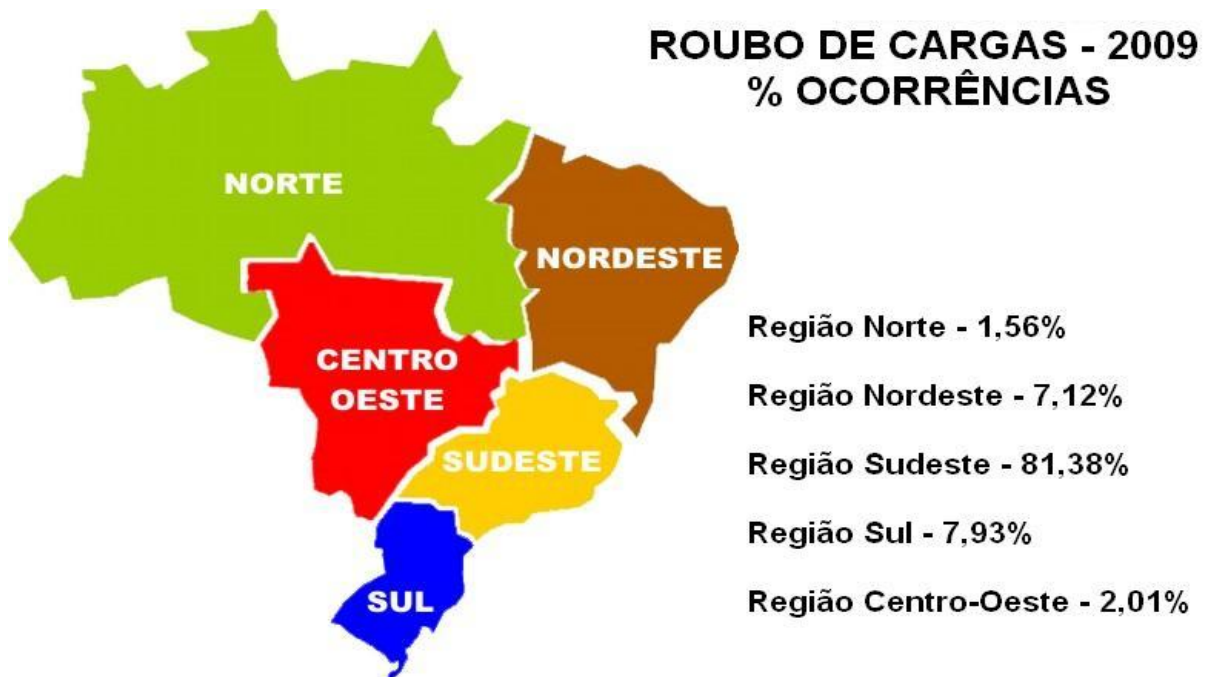 ROUBO DE CARGAS - 2009
% OCORRÊNCIAS
NORTE
NORDESTE
CENTRO
OESTE
SUDESTE
SUL
Região Norte - 1,56%
Região Nordeste - 7,12%
Região Sudeste - 81,38%
Região Sul - 7,93%
Região Centro-Oeste - 2,01%